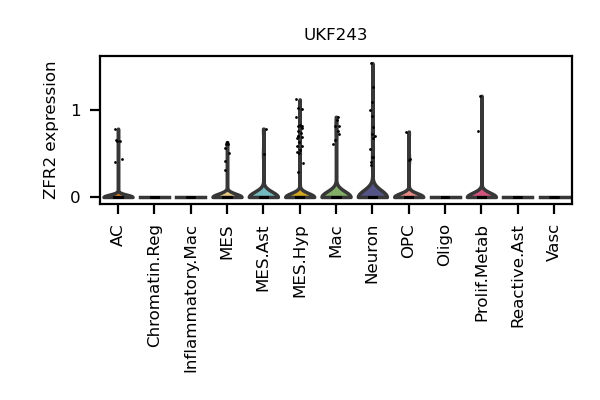 UKF243
ZFR2 expression
1
0
AC
Chromatin.Reg
Inflammatory.Mac
MES
MES.Ast
MES.Hyp
Mac
Neuron
OPC
Oligo
Prolif.Metab
Reactive.Ast
Vasc